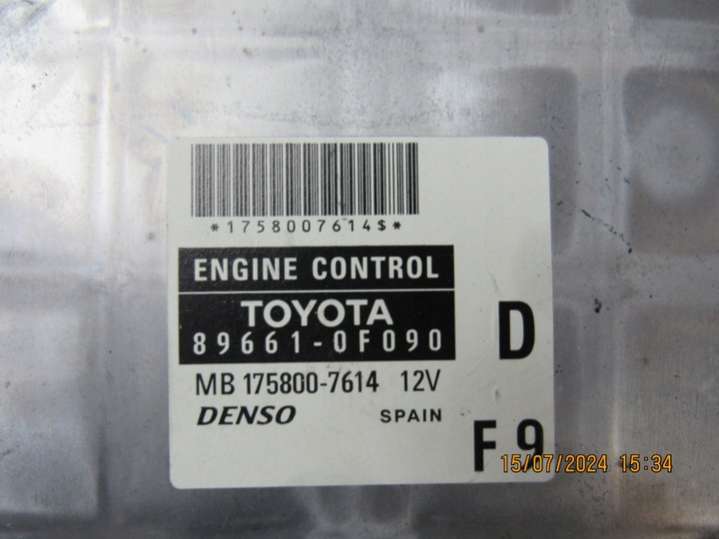 *1758007614$*
ENGINE CONTROL
TOYOTA
89661-0F090
D
MB 175800-7614 12V
DENSO SPAIN
F9
15/07/2024 15:34